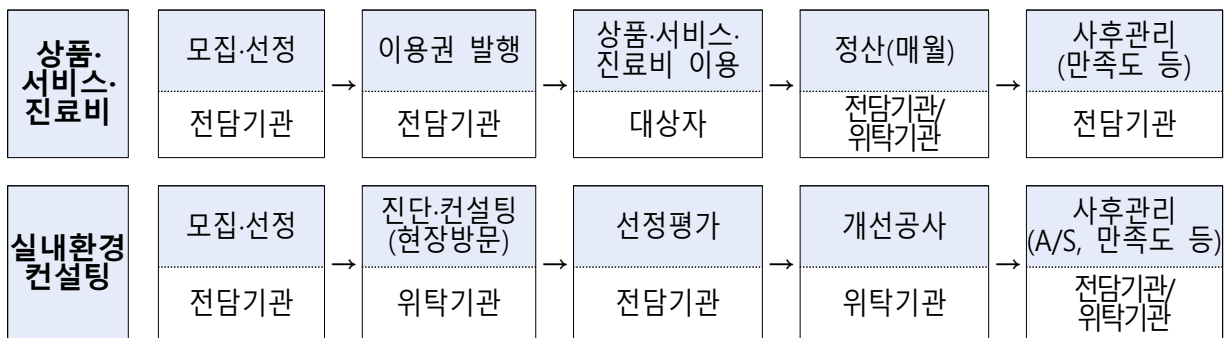 상품·
서비스·
진료비
모집·선정
전담기관
→
이용권 발행
전담기관
→
상품·서비스·
진료비 이용
대상자
→
정산(매월)
전담기관/
위탁기관
→
사후관리
(만족도 등)
전담기관
실내환경
컨설팅
모집·선정
전담기관
→
진단·컨설팅
(현장방문)
위탁기관
→
선정평가
전담기관
→
개선공사
위탁기관
→
사후관리
(A/S, 만족도 등)
전담기관/
위탁기관